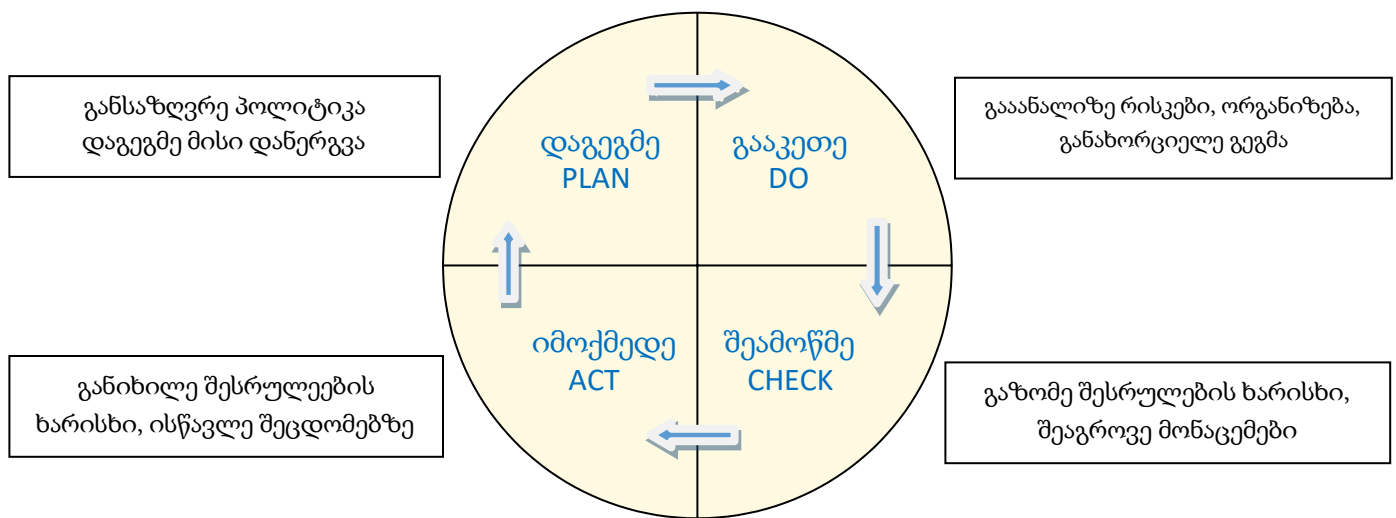 განსაზღვრე პოლიტიკა
დაგეგმე მისი დანერგვა
დაგეგმე
PLAN
გააკეთე
DO
გააანალიზე რისკები, ორგანიზება,
განახორციელე გეგმა
განიხილე შესრულეების
ხარისხი, ისწავლე შეცდომებზე
იმოქმედე
ACT
შეამოწმე
CHECK
გაზომე შესრულების ხარისხი,
შეაგროვე მონაცემები